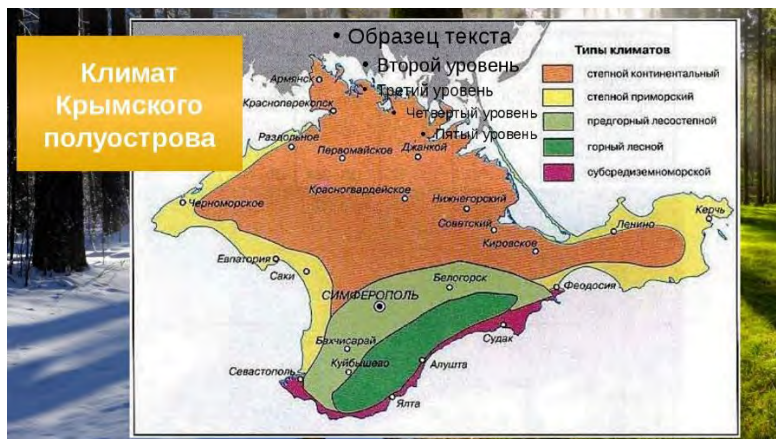 Климат
Крымского
полуострова
• Образец текста
• Второй уровень
• Третий уровень
• Четвертый уровень
• Пятый уровень
Типы климатов
степной континентальный
степной приморский
предгорный лесостепной
горный лесной
субсредиземноморской
Армянск
Красноперекопск
Раздольное
Первомайское
Джанкой
Черноморское
Красногвардейское
Нижнегорский
Советский
Кировское
Ленино
Керчь
Евпатория
Саки
Белогорск
Феодосия
СИМФЕРОПОЛЬ
Бахчисарай
Куйбышево
Судак
Алушта
Севастополь
Ялта